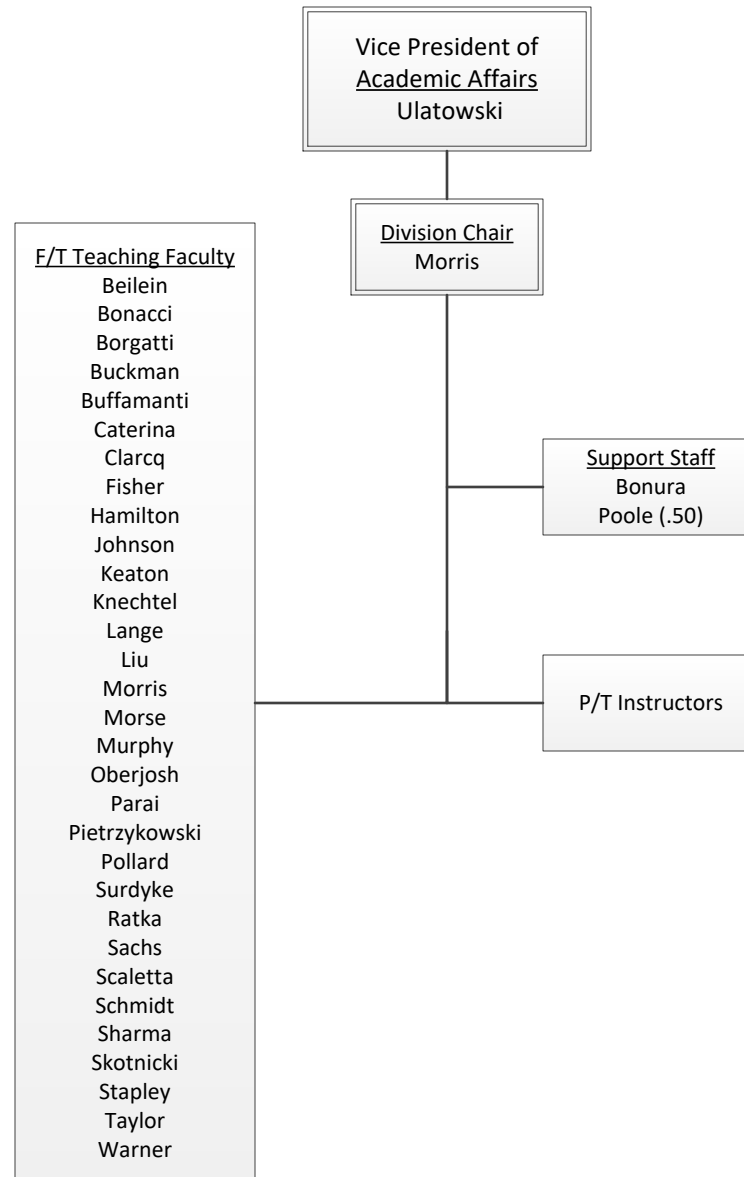 Vice President of
Academic Affairs
Ulatowski
Division Chair
Morris
F/T Teaching Faculty
Beilein
Bonacci
Borgatti
Buckman
Buffamanti
Caterina
Clarcq
Fisher
Hamilton
Johnson
Keaton
Knechtel
Lange
Liu
Morris
Morse
Murphy
Oberjosh
Parai
Pietrzykowski
Pollard
Surdyke
Ratka
Sachs
Scaletta
Schmidt
Sharma
Skotnicki
Stapley
Taylor
Warner
Support Staff
Bonura
Poole (.50)
P/T Instructors